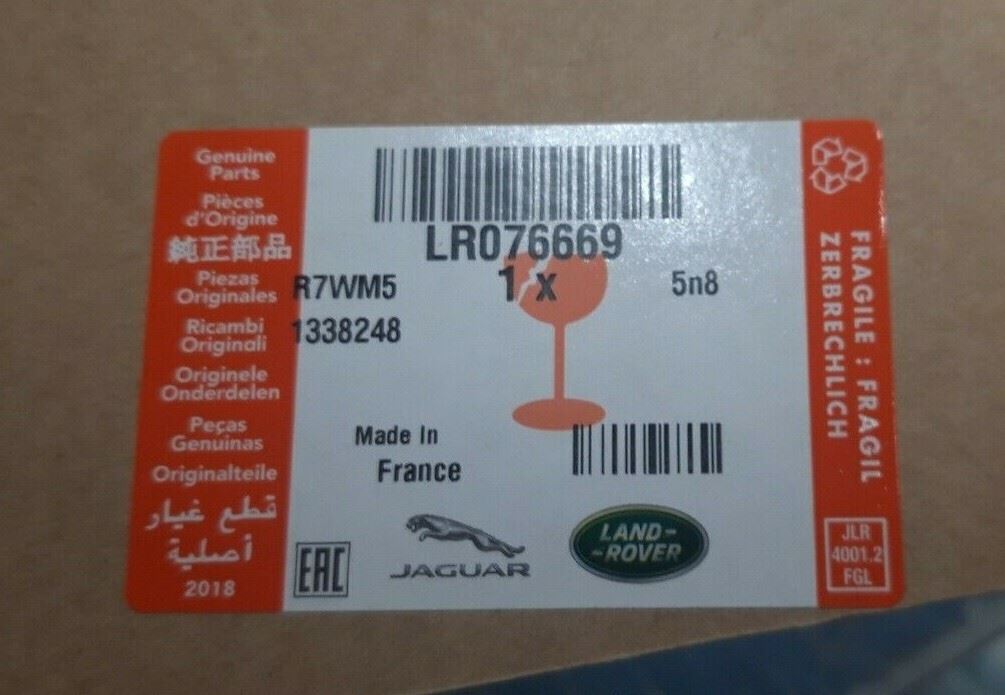 Genuine
Parts
Pièces
d'Origine
純正部品
Piezas
Originales
Ricambi
Originali
Originele
Onderdelen
Peças
Genuinas
Originalteile
قطع غيار
أصلية
2018
LR076669
R7WM5
1 x
5n8
1338248
Made In
France
EAC
JAGUAR
LAND-
-ROVER
FRAGILE : FRAGIL
ZERBRECHLICH
JLR
4001.2
FGL